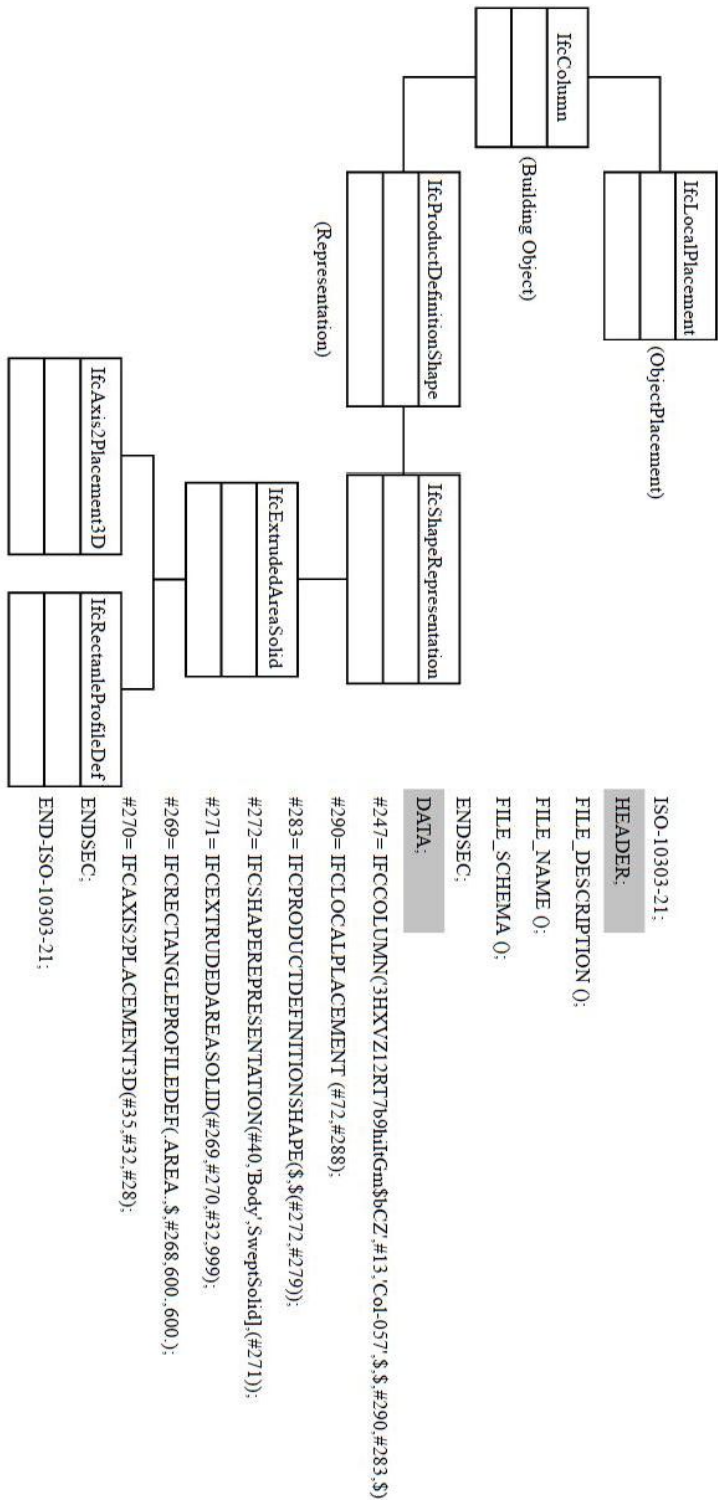 IfcLocalPlacement
(ObjectPlacement)
IfcColumn
(Building Object)
IfcProductDefinitionShape
(Representation)
IfcShapeRepresentation
IfcExtrudedAreaSolid
IfcAxis2Placement3D
IfcRectanleProfileDef
ISO-10303-21;
HEADER;
FILE_DESCRIPTION ();
FILE_NAME ();
FILE_SCHEMA ();
ENDSEC;
DATA;
#247= IFCCOLUMN('3HXVZ12RT7b9hiItGm$bCZ',#13,'Col-057',$,$,#290,#283,$)
#290= IFCLOCALPLACEMENT (#72,#288);
#283= IFCPRODUCTDEFINITIONSHAPE($,$(#272,#279));
#272= IFCSHAPEREPRESENTATION(#40,'Body',SweptSolid],(#271));
#271= IFCEXTRUDEDAREASOLID(#269,#270,#32,999);
#269= IFCRECTANGLEPROFILEDEF(.AREA.,$,#268,600.,600.);
#270= IFCAXIS2PLACEMENT3D(#35,#32,#28);
ENDSEC;
END-ISO-10303-21;